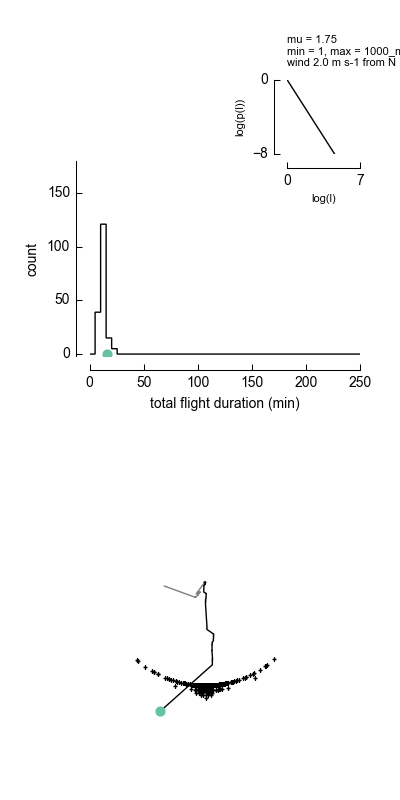 mu = 1.75
min = 1, max = 1000_m
wind 2.0 m s-1 from N
0
log(p(l))
−8
0
7
log(l)
150
100
50
0
count
0
50
100
150
200
250
total flight duration (min)